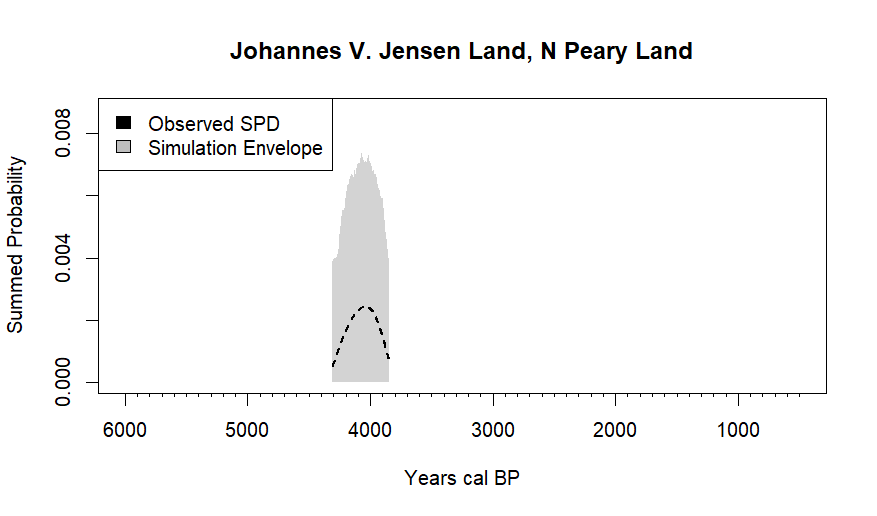 Johannes V. Jensen Land, N Peary Land
Observed SPD
Simulation Envelope
Summed Probability
0.008
0.004
0.000
6000 5000 4000 3000 2000 1000
Years cal BP